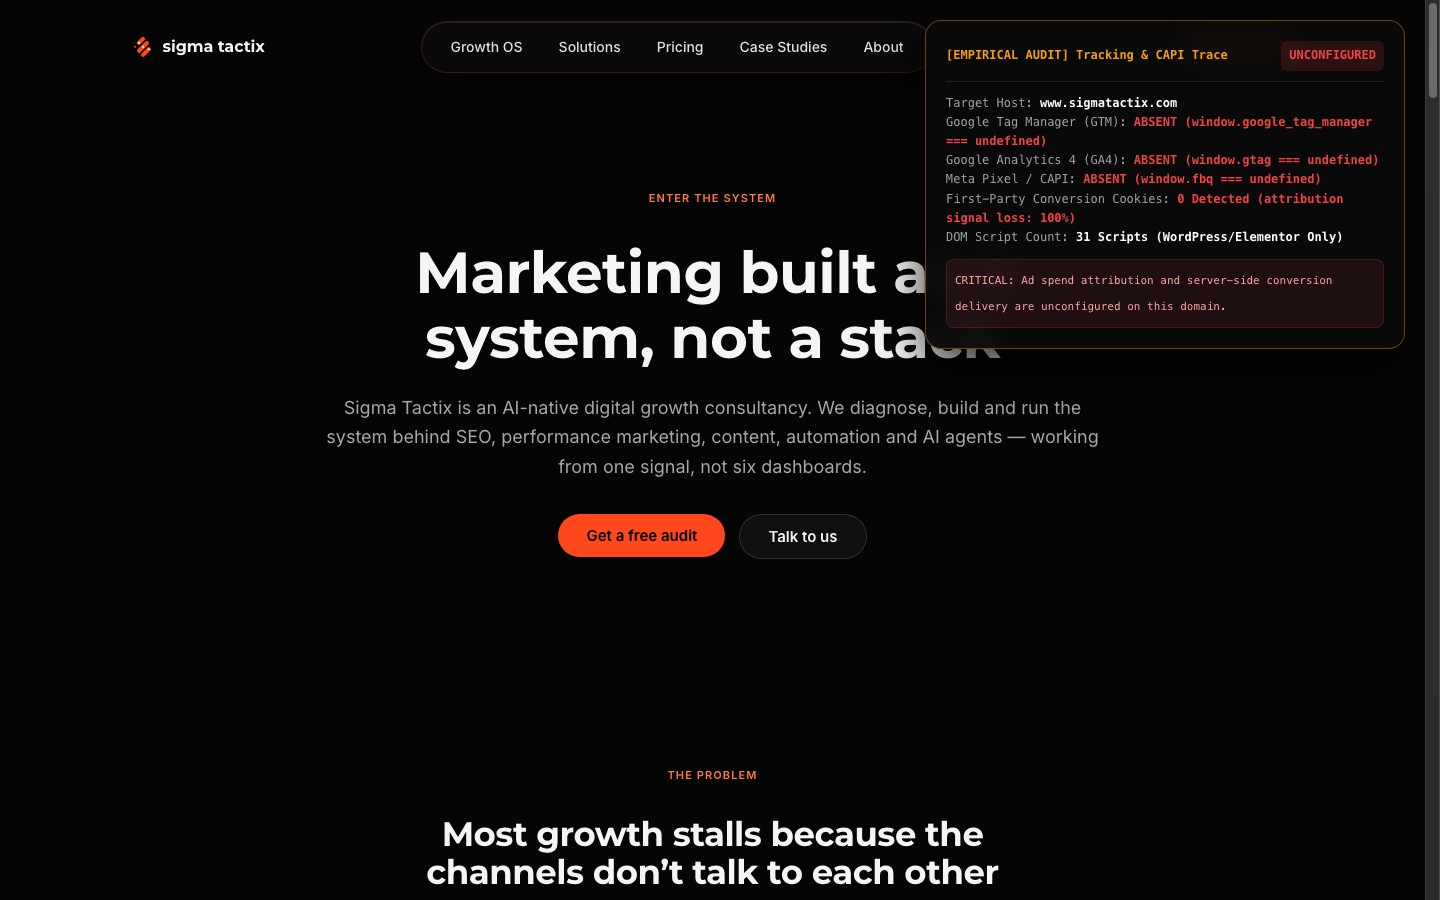 sigma tactix
Growth OS
Solutions
Pricing
Case Studies
About
[EMPIRICAL AUDIT] Tracking & CAPI Trace
UNCONFIGURED
Target Host: www.sigmatactix.com
Google Tag Manager (GTM): ABSENT (window.google_tag_manager
=== undefined)
Google Analytics 4 (GA4): ABSENT (window.gtag === undefined)
Meta Pixel / CAPI: ABSENT (window.fbq === undefined)
First-Party Conversion Cookies: 0 Detected (attribution
signal loss: 100%)
DOM Script Count: 31 Scripts (WordPress/Elementor Only)
CRITICAL: Ad spend attribution and server-side conversion
delivery are unconfigured on this domain.
ENTER THE SYSTEM
Marketing built a
system, not a stack
Sigma Tactix is an AI-native digital growth consultancy. We diagnose, build and run the
system behind SEO, performance marketing, content, automation and AI agents — working
from one signal, not six dashboards.
Get a free audit
Talk to us
THE PROBLEM
Most growth stalls because the
channels don’t talk to each other